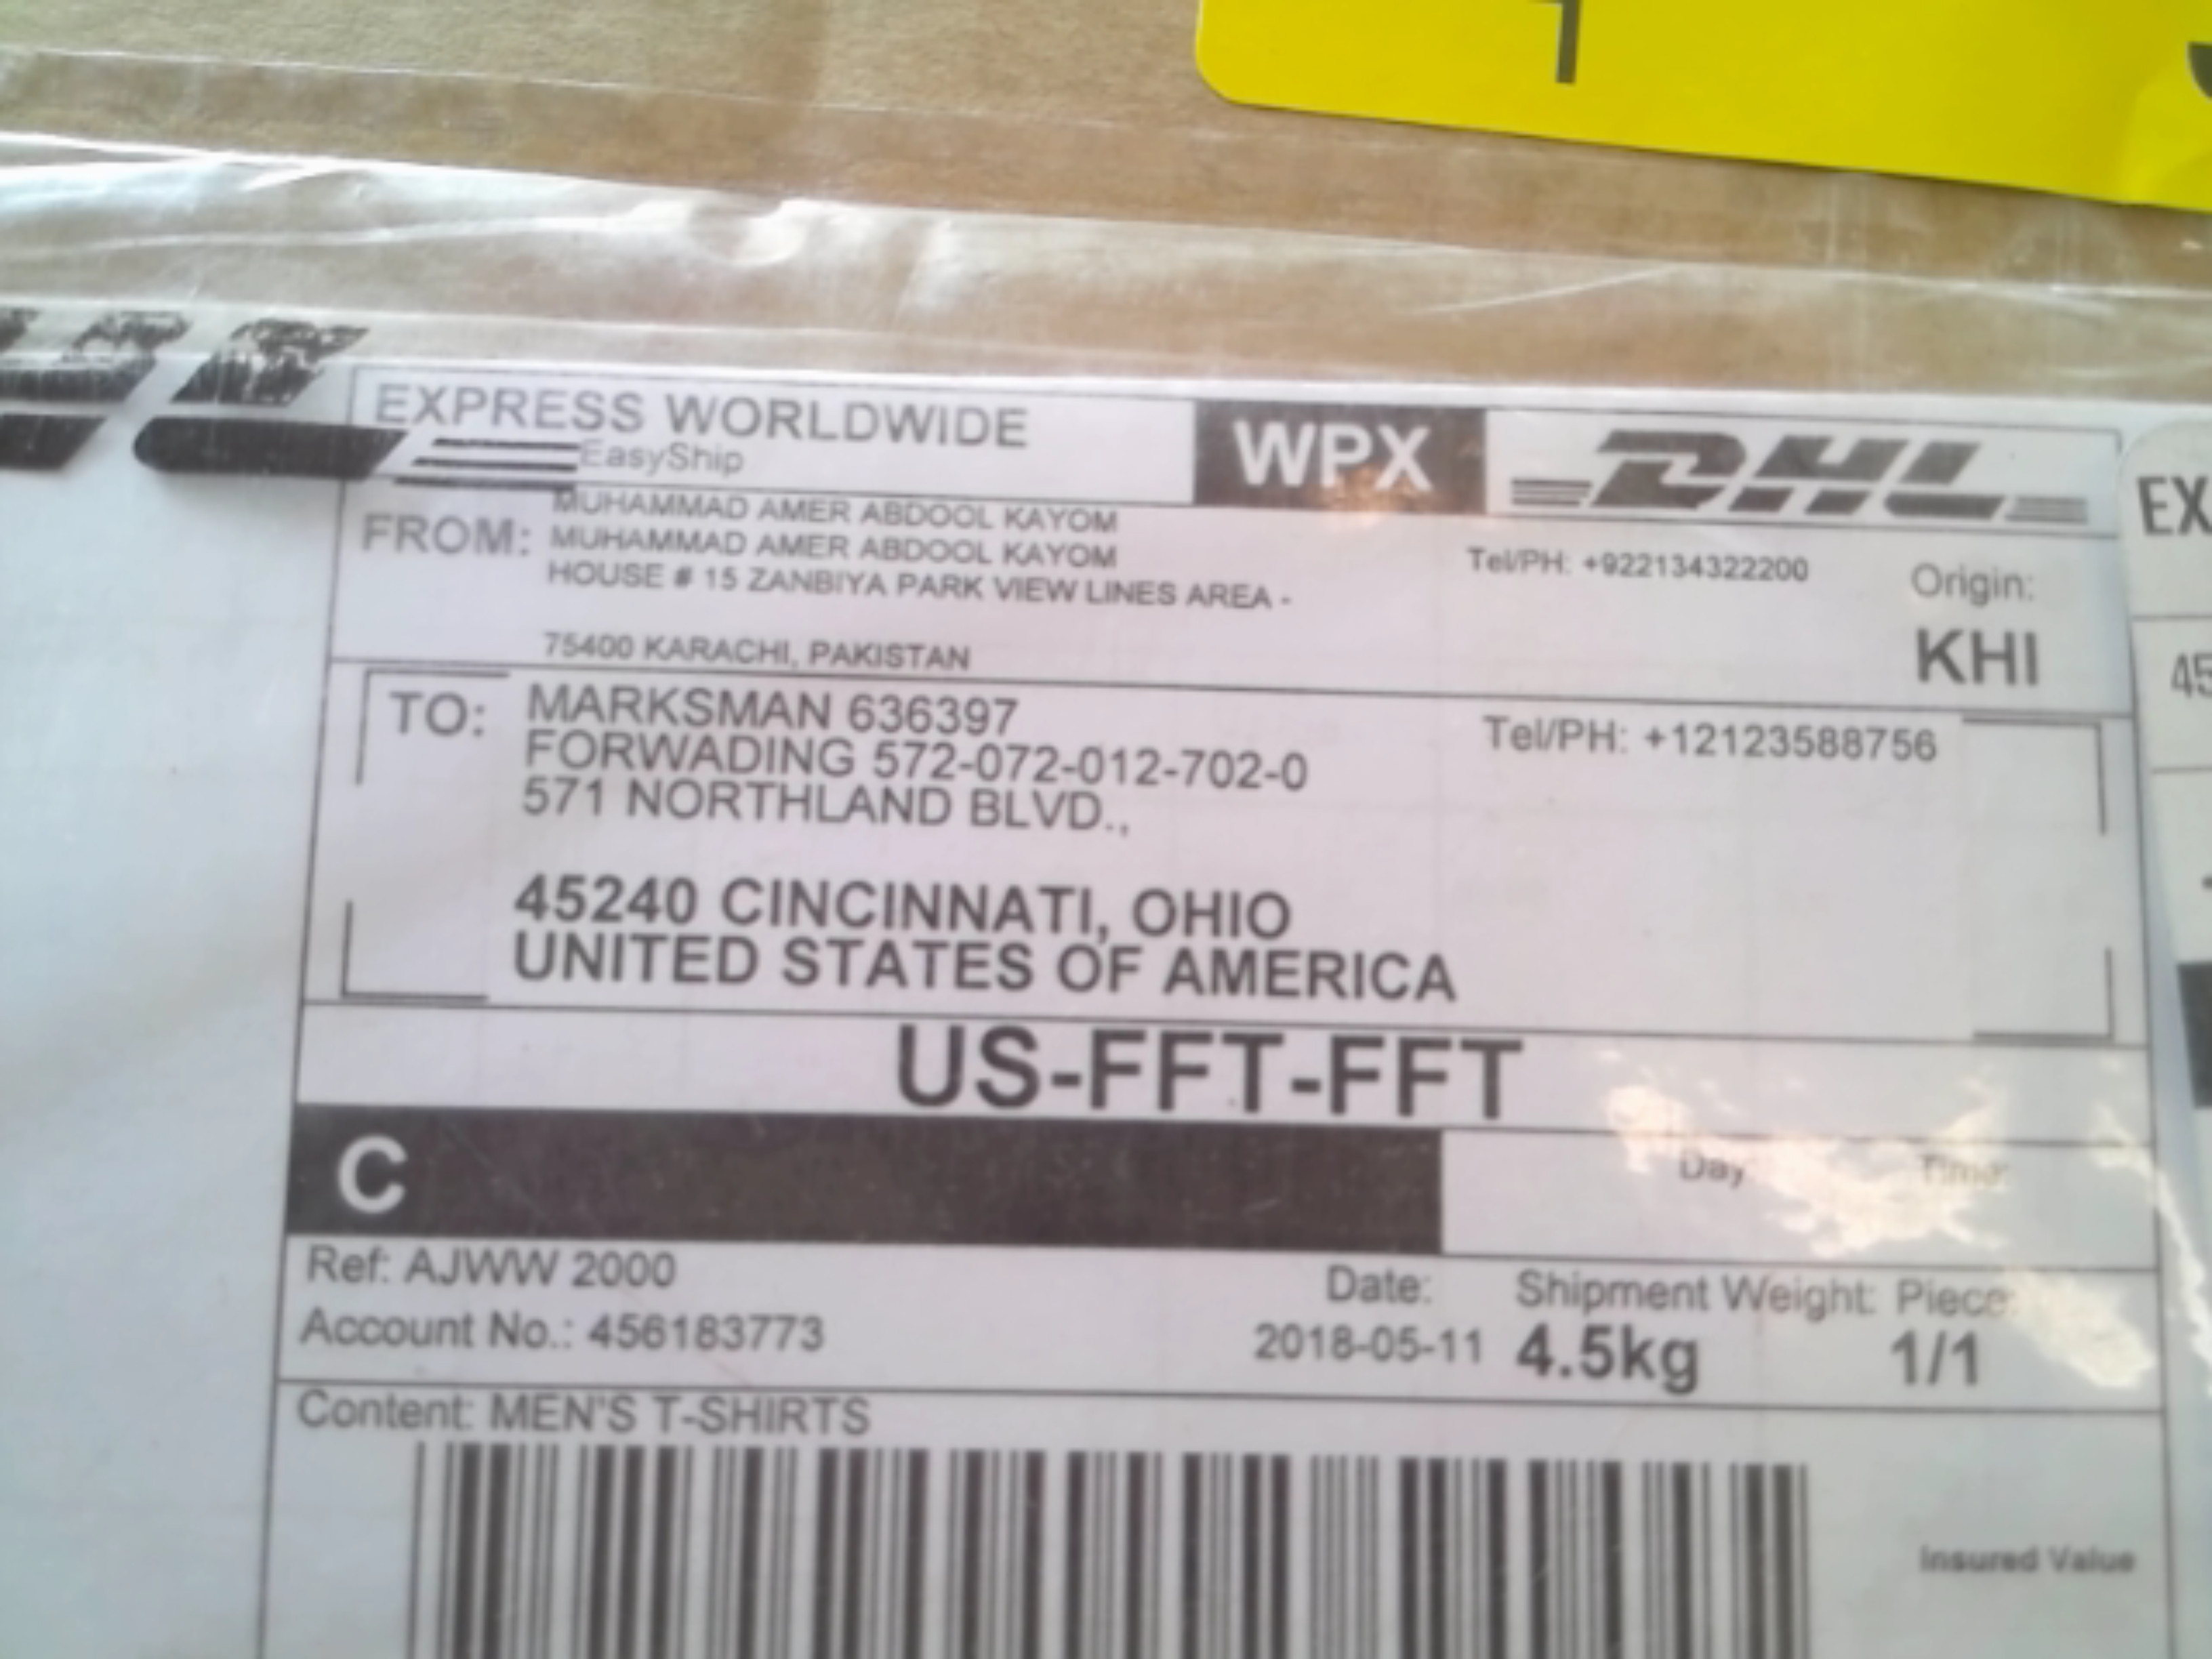 EXPRESS WORLDWIDE
EasyShip
WPX
DHL
FROM:
MUHAMMAD AMER ABDOOL KAYOM
MUHAMMAD AMER ABDOOL KAYOM
HOUSE # 15 ZANBIYA PARK VIEW LINES AREA -
75400 KARACHI, PAKISTAN
Tel/PH: +922134322200
Origin:
KHI
TO:
MARKSMAN 636397
FORWADING 572-072-012-702-0
571 NORTHLAND BLVD.,
45240 CINCINNATI, OHIO
UNITED STATES OF AMERICA
Tel/PH: +12123588756
US-FFT-FFT
C
Day:
Time:
Ref: AJWW 2000
Account No.: 456183773
Date:
2018-05-11
Shipment Weight:
4.5kg
Piece:
1/1
Content: MEN'S T-SHIRTS
Insured Value
EX
45